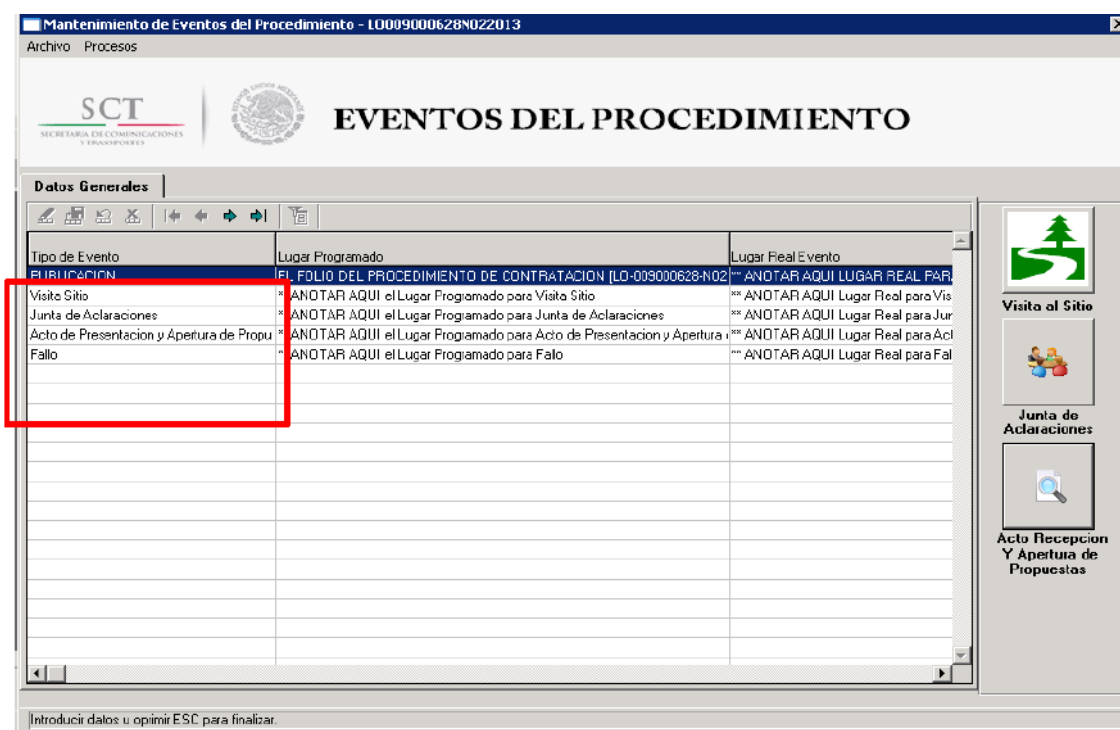 Mantenimiento de Eventos del Procedimiento - LO009000628N022013
Archivo Procesos
SCT
SECRETARIA DE COMUNICACIONES
Y TRANSPORTES
EVENTOS DEL PROCEDIMIENTO
Datos Generales
Tipo de Evento Lugar Programado Lugar Real Evento
PUBLICACION EL FOLIO DEL PROCEDIMIENTO DE CONTRATACION [LO-009000628-N02 ** ANOTAR AQUI LUGAR REAL PAR
Visita Sitio * ANOTAR AQUI el Lugar Programado para Visita Sitio ** ANOTAR AQUI Lugar Real para Vis
Junta de Aclaraciones * ANOTAR AQUI el Lugar Programado para Junta de Aclaraciones ** ANOTAR AQUI Lugar Real para Jur
Acto de Presentacion y Apertura de Propu * ANOTAR AQUI el Lugar Programado para Acto de Presentacion y Apertura ** ANOTAR AQUI Lugar Real para Act
Fallo * ANOTAR AQUI el Lugar Programado para Fallo ** ANOTAR AQUI Lugar Real para Fal
Visita al Sitio
Junta de
Aclaraciones
Acto Recepcion
Y Apertura de
Propuestas
Introducir datos u oprimir ESC para finalizar.